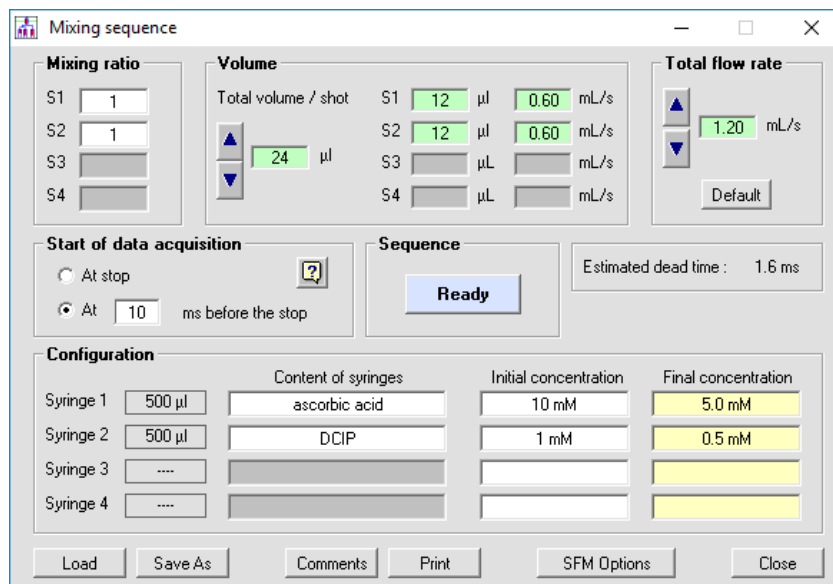 Mixing sequence
Mixing ratio
S1 1
S2 1
S3
S4
Volume
Total volume / shot
24 µl
S1 12 µl 0.60 mL/s
S2 12 µl 0.60 mL/s
S3 µL mL/s
S4 µL mL/s
Total flow rate
1.20 mL/s
Default
Start of data acquisition
At stop
At 10 ms before the stop
?
Sequence
Ready
Estimated dead time : 1.6 ms
Configuration
Content of syringes Initial concentration Final concentration
Syringe 1 500 µl ascorbic acid 10 mM 5.0 mM
Syringe 2 500 µl DCIP 1 mM 0.5 mM
Syringe 3 ----
Syringe 4 ----
Load Save As Comments Print SFM Options Close